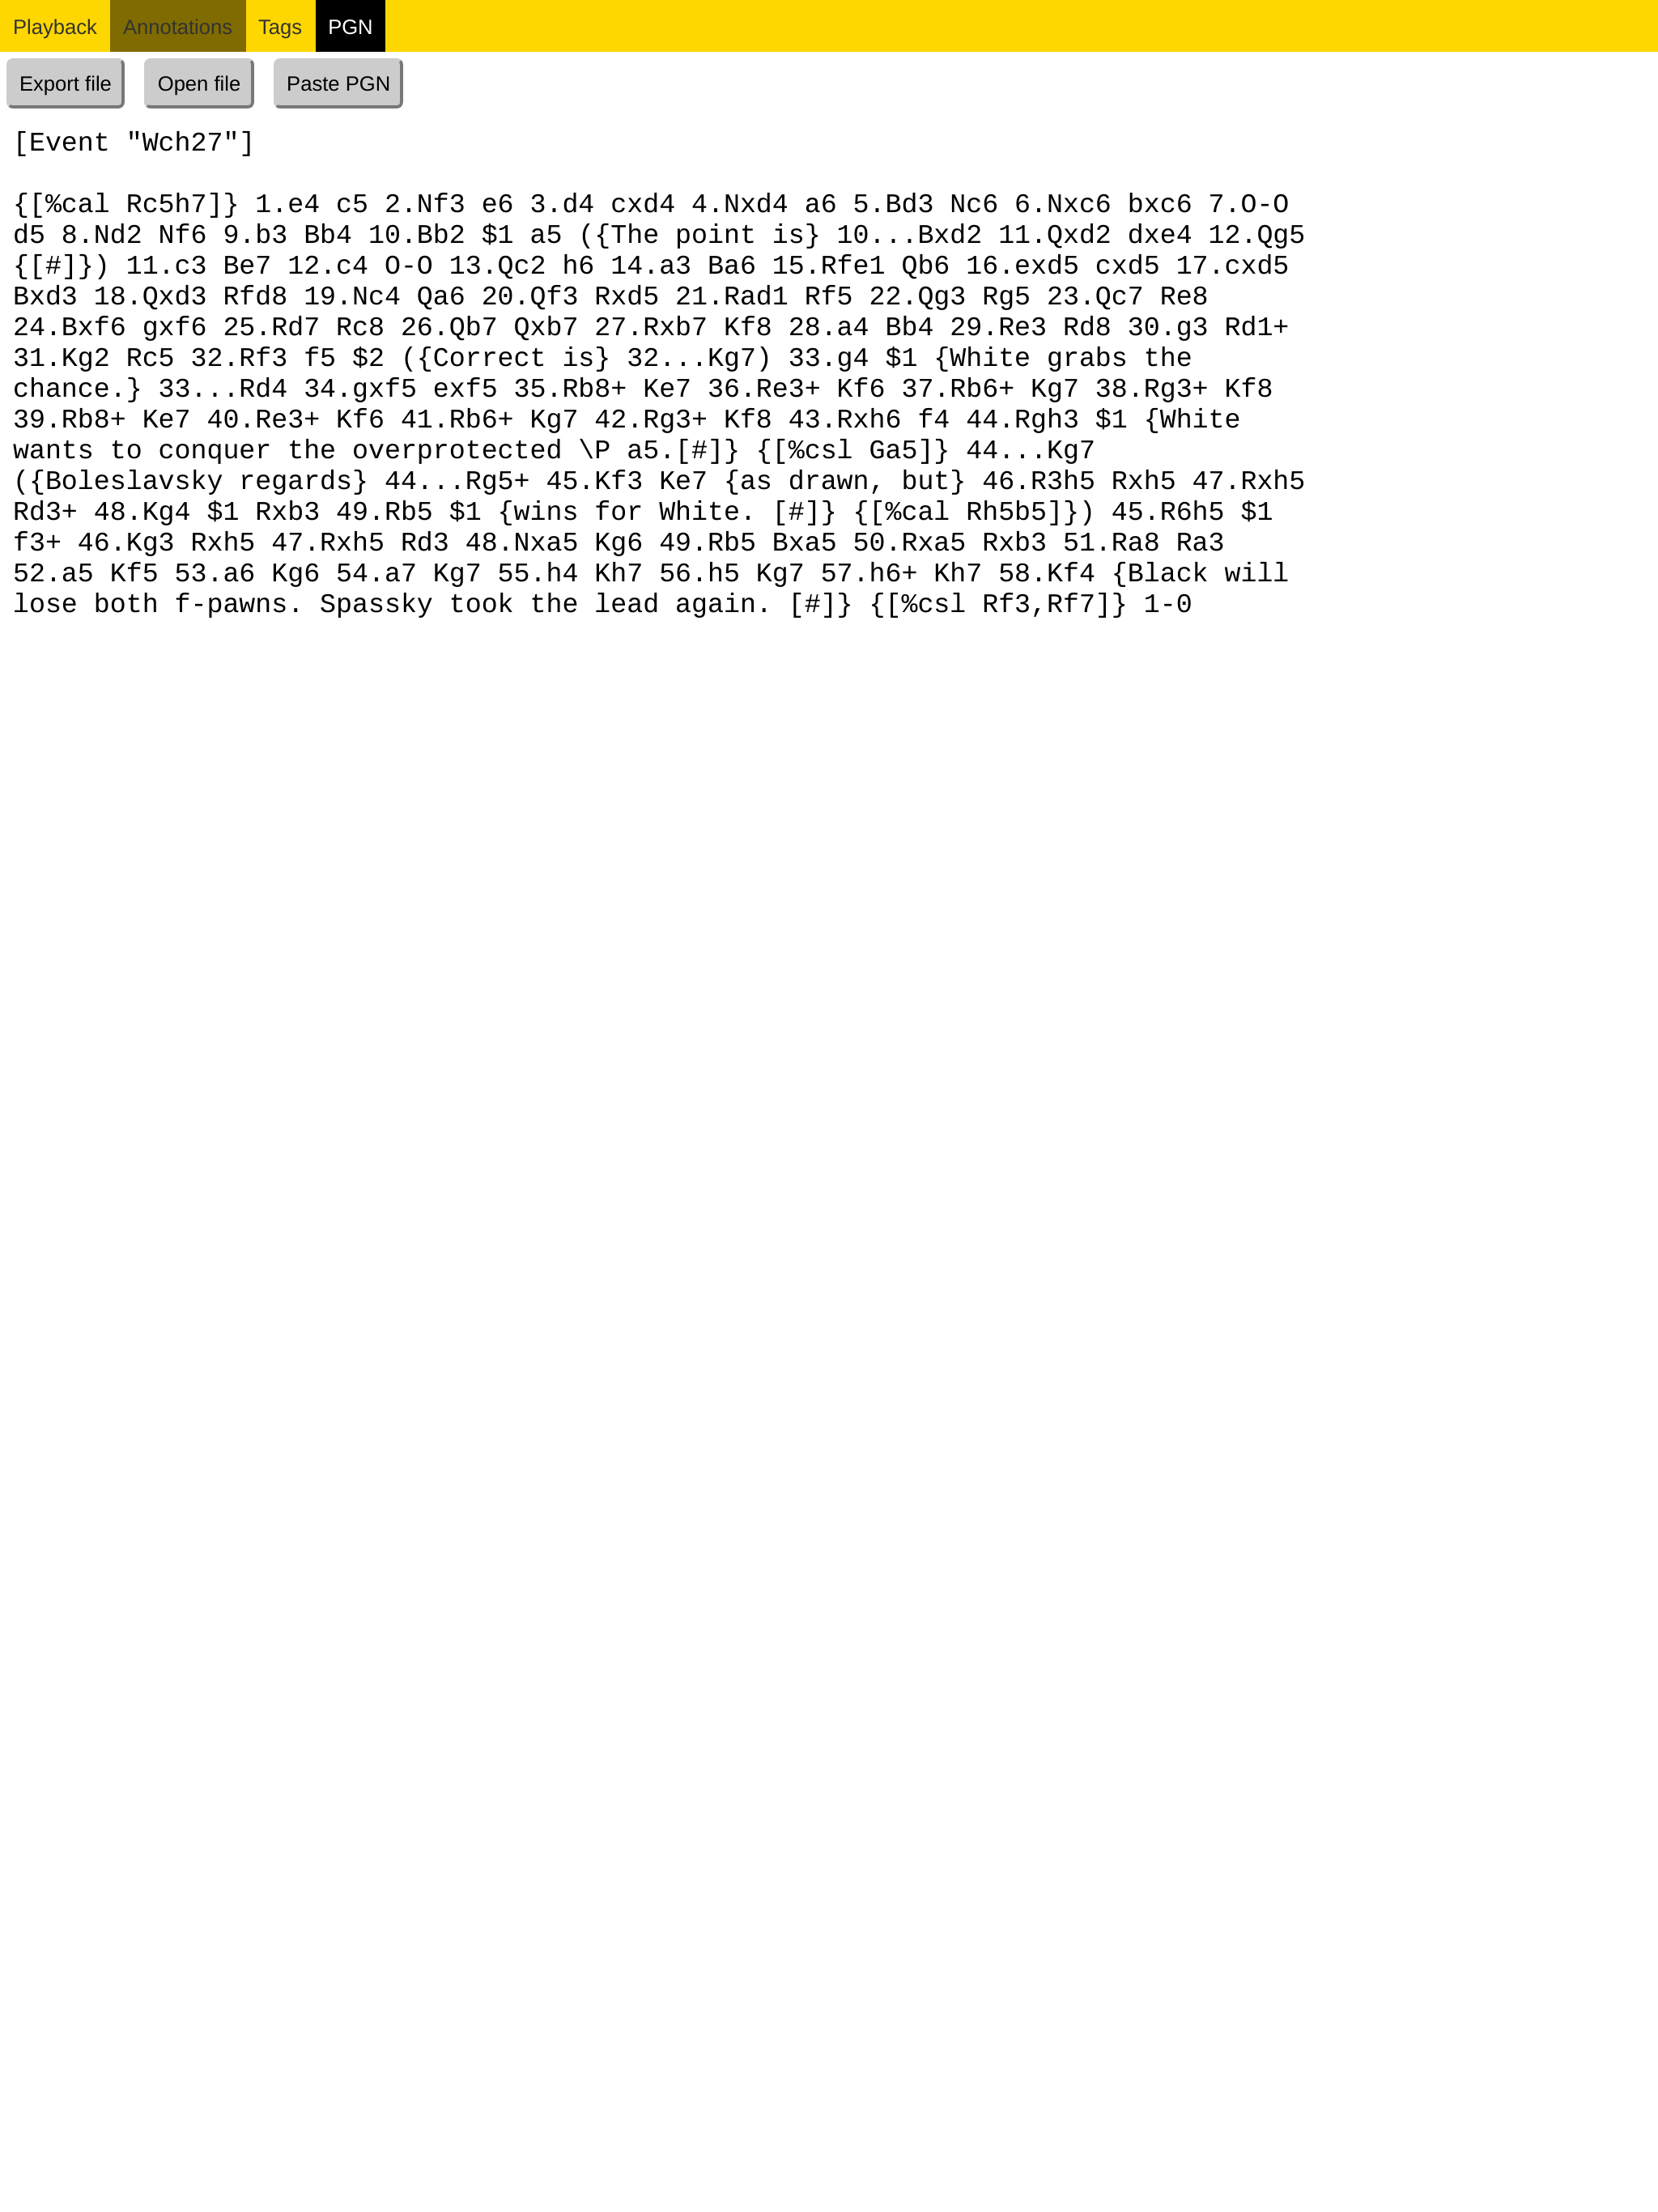 Playback Annotations Tags PGN
Export file Open file Paste PGN
[Event "Wch27"]
{[%cal Rc5h7]} 1.e4 c5 2.Nf3 e6 3.d4 cxd4 4.Nxd4 a6 5.Bd3 Nc6 6.Nxc6 bxc6 7.O-O
d5 8.Nd2 Nf6 9.b3 Bb4 10.Bb2 $1 a5 ({The point is} 10...Bxd2 11.Qxd2 dxe4 12.Qg5
{[#]}) 11.c3 Be7 12.c4 O-O 13.Qc2 h6 14.a3 Ba6 15.Rfe1 Qb6 16.exd5 cxd5 17.cxd5
Bxd3 18.Qxd3 Rfd8 19.Nc4 Qa6 20.Qf3 Rxd5 21.Rad1 Rf5 22.Qg3 Rg5 23.Qc7 Re8
24.Bxf6 gxf6 25.Rd7 Rc8 26.Qb7 Qxb7 27.Rxb7 Kf8 28.a4 Bb4 29.Re3 Rd8 30.g3 Rd1+
31.Kg2 Rc5 32.Rf3 f5 $2 ({Correct is} 32...Kg7) 33.g4 $1 {White grabs the
chance.} 33...Rd4 34.gxf5 exf5 35.Rb8+ Ke7 36.Re3+ Kf6 37.Rb6+ Kg7 38.Rg3+ Kf8
39.Rb8+ Ke7 40.Re3+ Kf6 41.Rb6+ Kg7 42.Rg3+ Kf8 43.Rxh6 f4 44.Rgh3 $1 {White
wants to conquer the overprotected \P a5.[#]} {[%csl Ga5]} 44...Kg7
({Boleslavsky regards} 44...Rg5+ 45.Kf3 Ke7 {as drawn, but} 46.R3h5 Rxh5 47.Rxh5
Rd3+ 48.Kg4 $1 Rxb3 49.Rb5 $1 {wins for White. [#]} {[%cal Rh5b5]}) 45.R6h5 $1
f3+ 46.Kg3 Rxh5 47.Rxh5 Rd3 48.Nxa5 Kg6 49.Rb5 Bxa5 50.Rxa5 Rxb3 51.Ra8 Ra3
52.a5 Kf5 53.a6 Kg6 54.a7 Kg7 55.h4 Kh7 56.h5 Kg7 57.h6+ Kh7 58.Kf4 {Black will
lose both f-pawns. Spassky took the lead again. [#]} {[%csl Rf3,Rf7]} 1-0